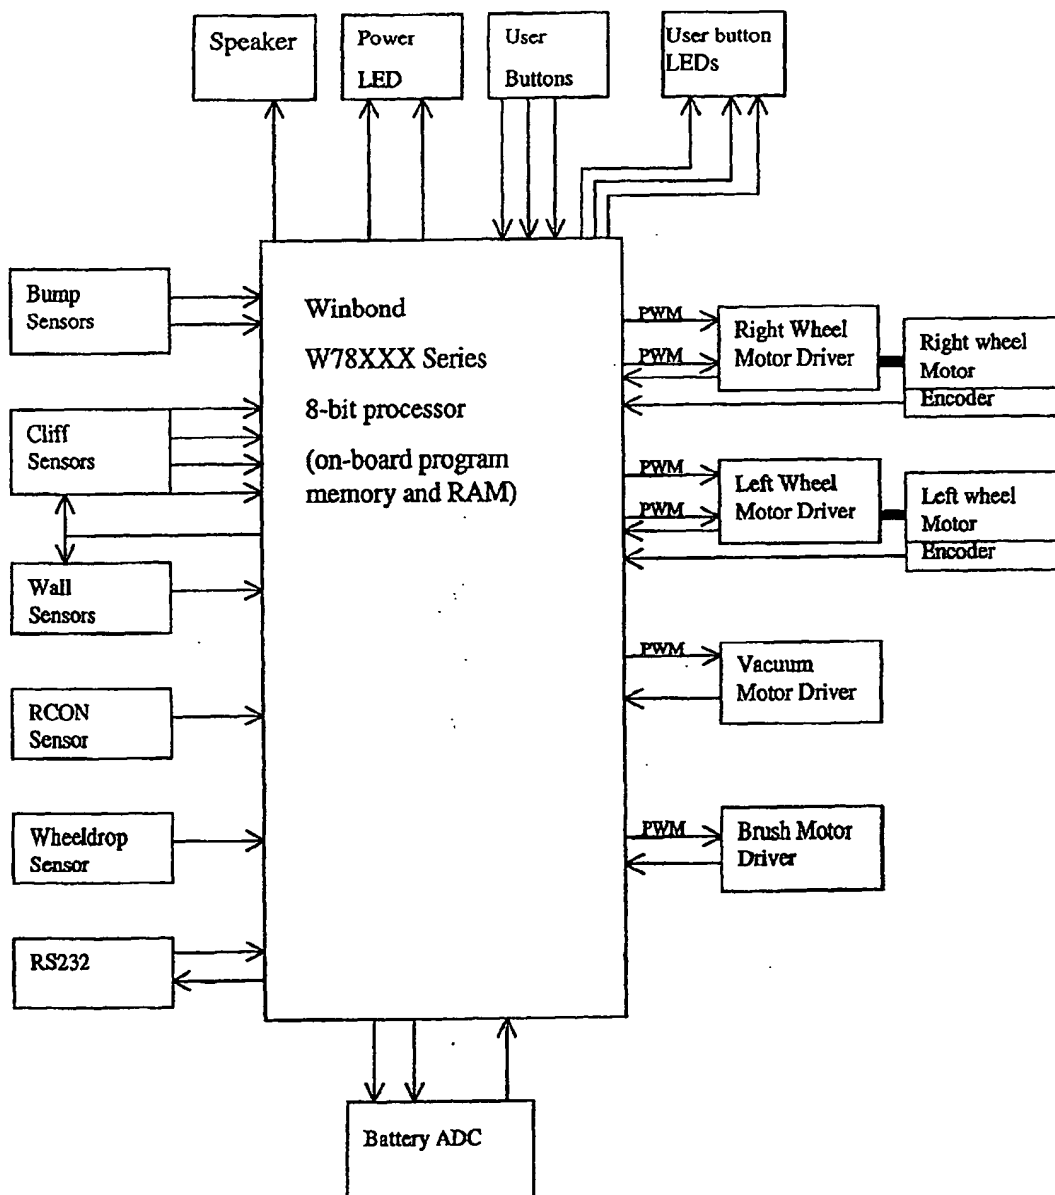 Speaker
Power
LED
User
Buttons
User button
LEDs
Bump
Sensors
Cliff
Sensors
Wall
Sensors
RCON
Sensor
Wheeldrop
Sensor
RS232
Winbond
W78XXX Series
8-bit processor
(on-board program
memory and RAM)
PWM
PWM
Right Wheel
Motor Driver
Right wheel
Motor
Encoder
PWM
PWM
Left Wheel
Motor Driver
Left wheel
Motor
Encoder
PWM
Vacuum
Motor Driver
PWM
Brush Motor
Driver
Battery ADC